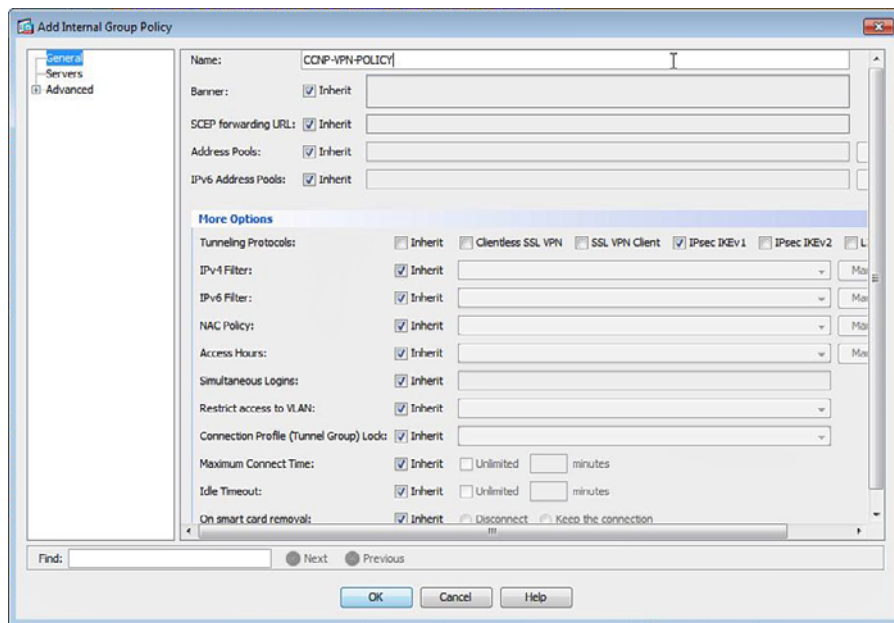 Add Internal Group Policy
General
Servers
Advanced
Name: CCNP-VPN-POLICY
Banner: Inherit
SCEP forwarding URL: Inherit
Address Pools: Inherit
IPv6 Address Pools: Inherit
More Options
Tunneling Protocols: Inherit Clientless SSL VPN SSL VPN Client IPsec IKEv1 IPsec IKEv2 L
IPv4 Filter: Inherit Ma
IPv6 Filter: Inherit Ma
NAC Policy: Inherit Ma
Access Hours: Inherit Ma
Simultaneous Logins: Inherit
Restrict access to VLAN: Inherit
Connection Profile (Tunnel Group) Lock: Inherit
Maximum Connect Time: Inherit Unlimited minutes
Idle Timeout: Inherit Unlimited minutes
On smart card removal: Inherit Disconnect Keep the connection
Find: Next Previous
OK Cancel Help